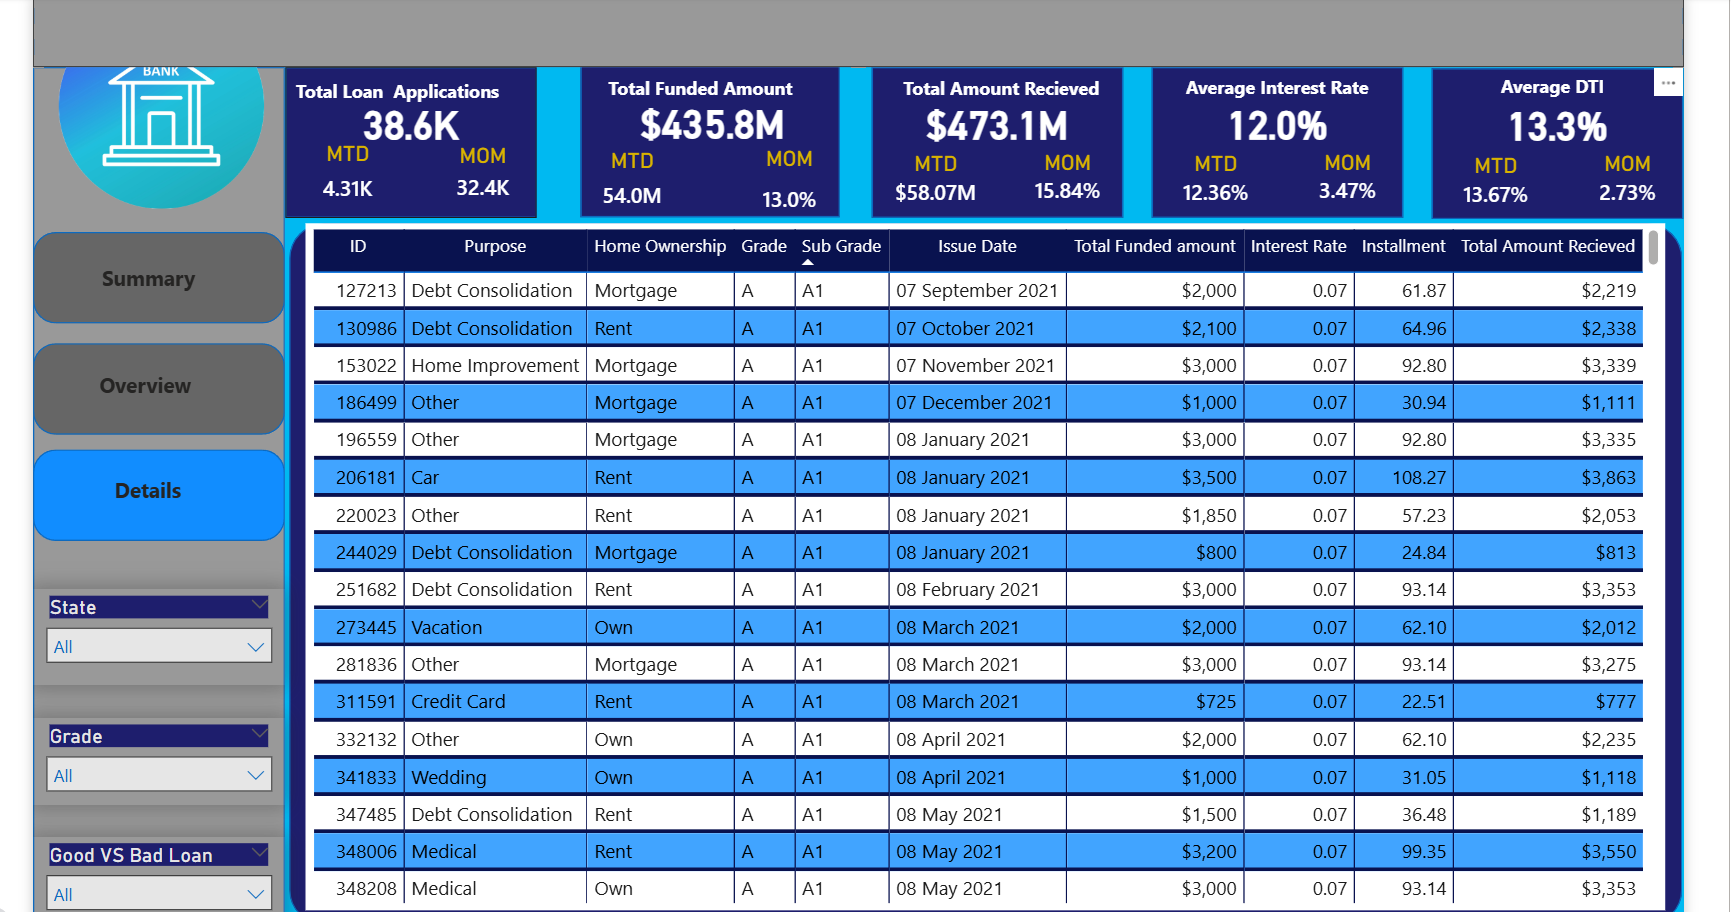 BANK
Total Loan Applications
38.6K
MTD MOM
4.31K 32.4K
Total Funded Amount
$435.8M
MTD MOM
54.0M 13.0%
Total Amount Recieved
$473.1M
MTD MOM
$58.07M 15.84%
Average Interest Rate
12.0%
MTD MOM
12.36% 3.47%
Average DTI
13.3%
MTD MOM
13.67% 2.73%
Summary
Overview
Details
State
All
Grade
All
Good VS Bad Loan
All
ID Purpose Home Ownership Grade Sub Grade Issue Date Total Funded amount Interest Rate Installment Total Amount Recieved
127213 Debt Consolidation Mortgage A A1 07 September 2021 $2,000 0.07 61.87 $2,219
130986 Debt Consolidation Rent A A1 07 October 2021 $2,100 0.07 64.96 $2,338
153022 Home Improvement Mortgage A A1 07 November 2021 $3,000 0.07 92.80 $3,339
186499 Other Mortgage A A1 07 December 2021 $1,000 0.07 30.94 $1,111
196559 Other Mortgage A A1 08 January 2021 $3,000 0.07 92.80 $3,335
206181 Car Rent A A1 08 January 2021 $3,500 0.07 108.27 $3,863
220023 Other Rent A A1 08 January 2021 $1,850 0.07 57.23 $2,053
244029 Debt Consolidation Mortgage A A1 08 January 2021 $800 0.07 24.84 $813
251682 Debt Consolidation Rent A A1 08 February 2021 $3,000 0.07 93.14 $3,353
273445 Vacation Own A A1 08 March 2021 $2,000 0.07 62.10 $2,012
281836 Other Mortgage A A1 08 March 2021 $3,000 0.07 93.14 $3,275
311591 Credit Card Rent A A1 08 March 2021 $725 0.07 22.51 $777
332132 Other Own A A1 08 April 2021 $2,000 0.07 62.10 $2,235
341833 Wedding Own A A1 08 April 2021 $1,000 0.07 31.05 $1,118
347485 Debt Consolidation Rent A A1 08 May 2021 $1,500 0.07 36.48 $1,189
348006 Medical Rent A A1 08 May 2021 $3,200 0.07 99.35 $3,550
348208 Medical Own A A1 08 May 2021 $3,000 0.07 93.14 $3,353